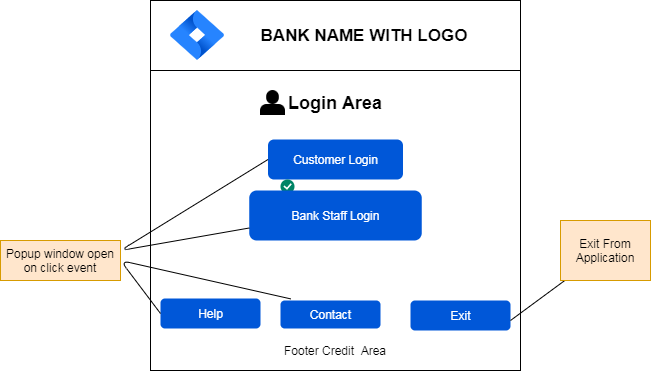 BANK NAME WITH LOGO
Login Area
Customer Login
Bank Staff Login
Popup window open
on click event
Exit From
Application
Help
Contact
Exit
Footer Credit Area